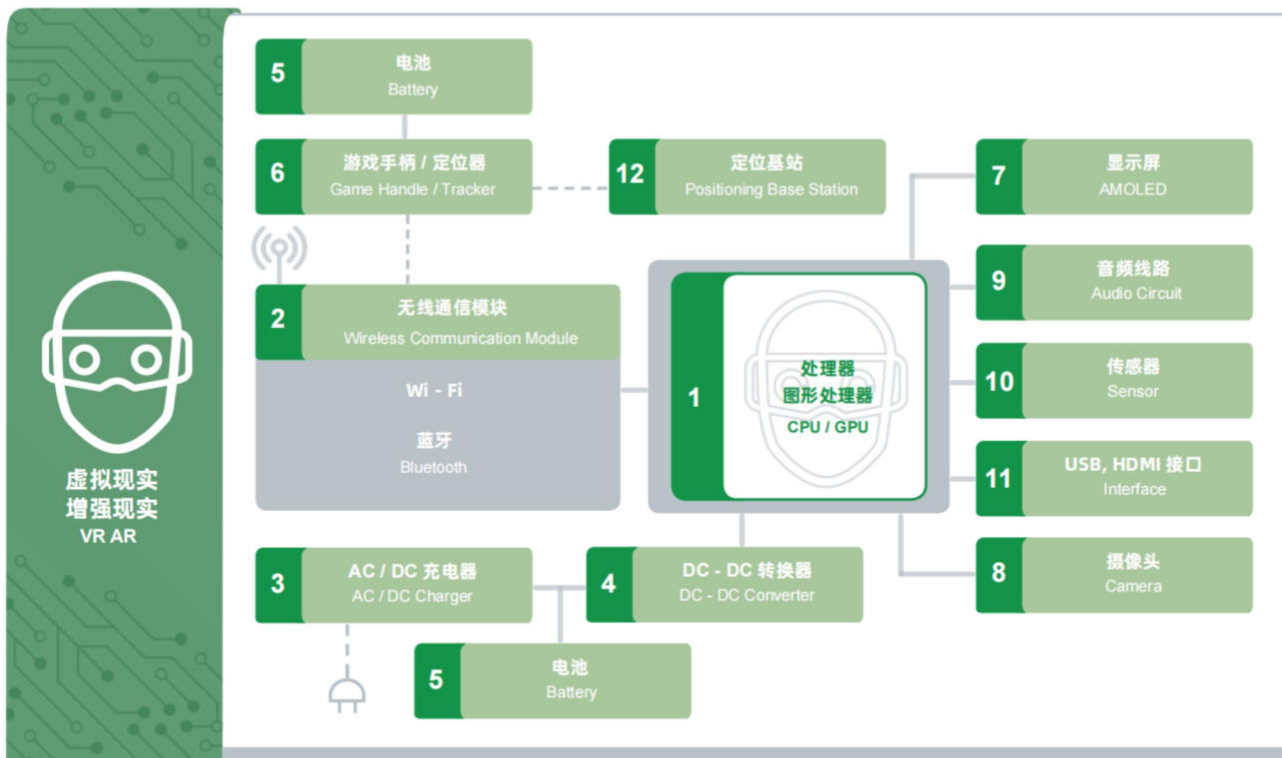 虚拟现实
增强现实
VR AR
5
电池
Battery
6
游戏手柄 / 定位器
Game Handle / Tracker
12
定位基站
Positioning Base Station
7
显示屏
AMOLED
2
无线通信模块
Wireless Communication Module
Wi - Fi
蓝牙
Bluetooth
1
处理器
图形处理器
CPU / GPU
9
音频线路
Audio Circuit
10
传感器
Sensor
11
USB, HDMI 接口
Interface
8
摄像头
Camera
3
AC / DC 充电器
AC / DC Charger
4
DC - DC 转换器
DC - DC Converter
5
电池
Battery